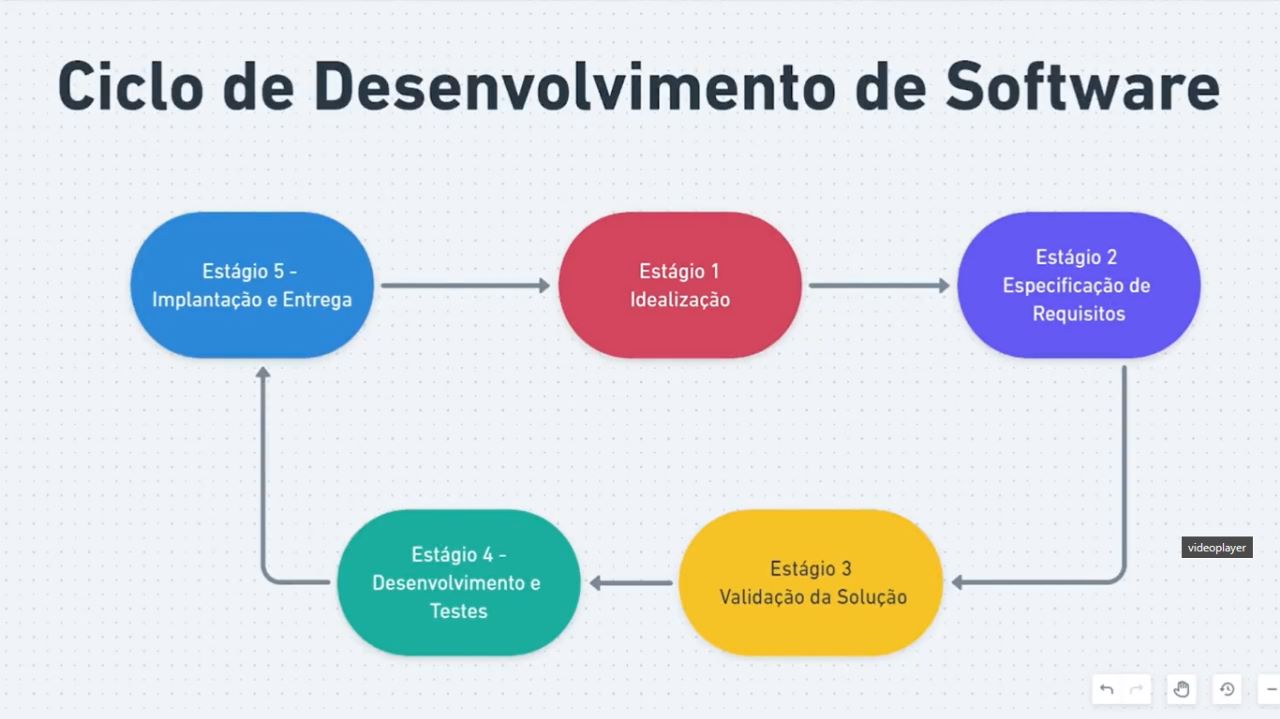 Ciclo de Desenvolvimento de Software
Estágio 5 -
Implantação e Entrega
Estágio 1
Idealização
Estágio 2
Especificação de
Requisitos
Estágio 4 -
Desenvolvimento e
Testes
Estágio 3
Validação da Solução
videoplayer